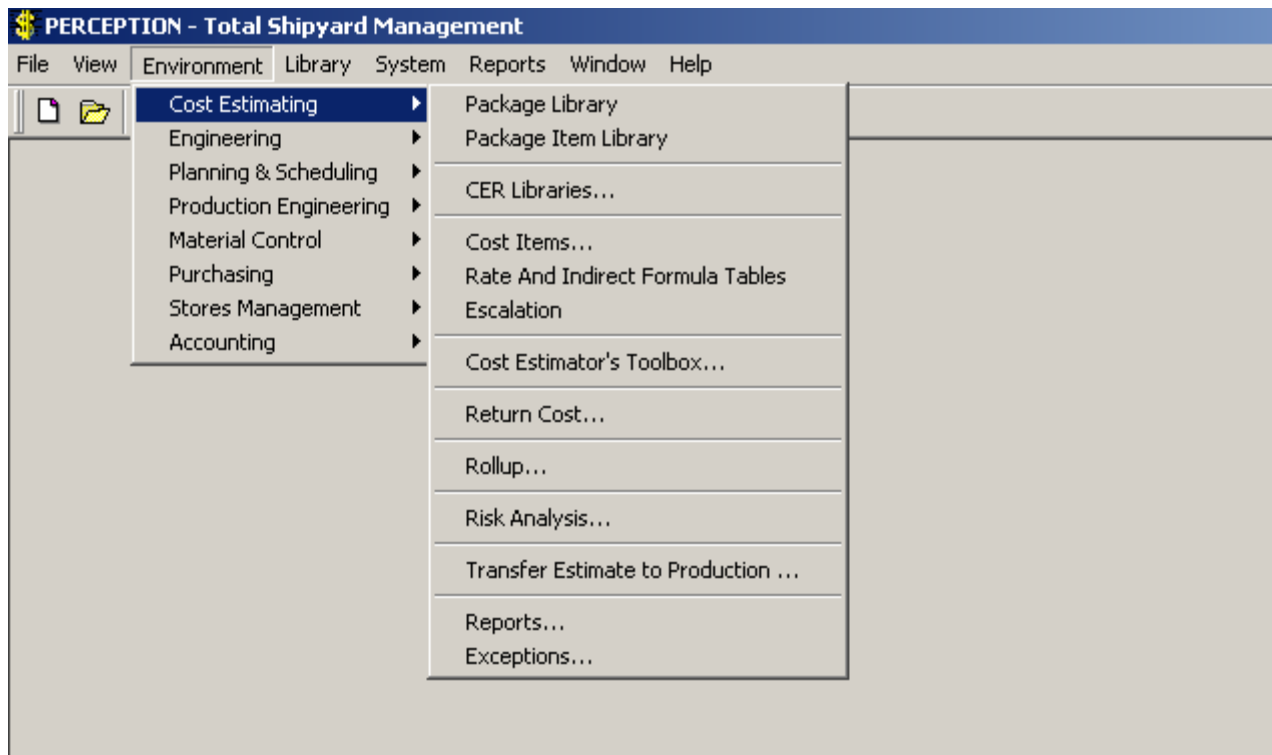 PERCEPTION - Total Shipyard Management
File View Environment Library System Reports Window Help
Cost Estimating
Engineering
Planning & Scheduling
Production Engineering
Material Control
Purchasing
Stores Management
Accounting
Package Library
Package Item Library
CER Libraries...
Cost Items...
Rate And Indirect Formula Tables
Escalation
Cost Estimator's Toolbox...
Return Cost...
Rollup...
Risk Analysis...
Transfer Estimate to Production ...
Reports...
Exceptions...